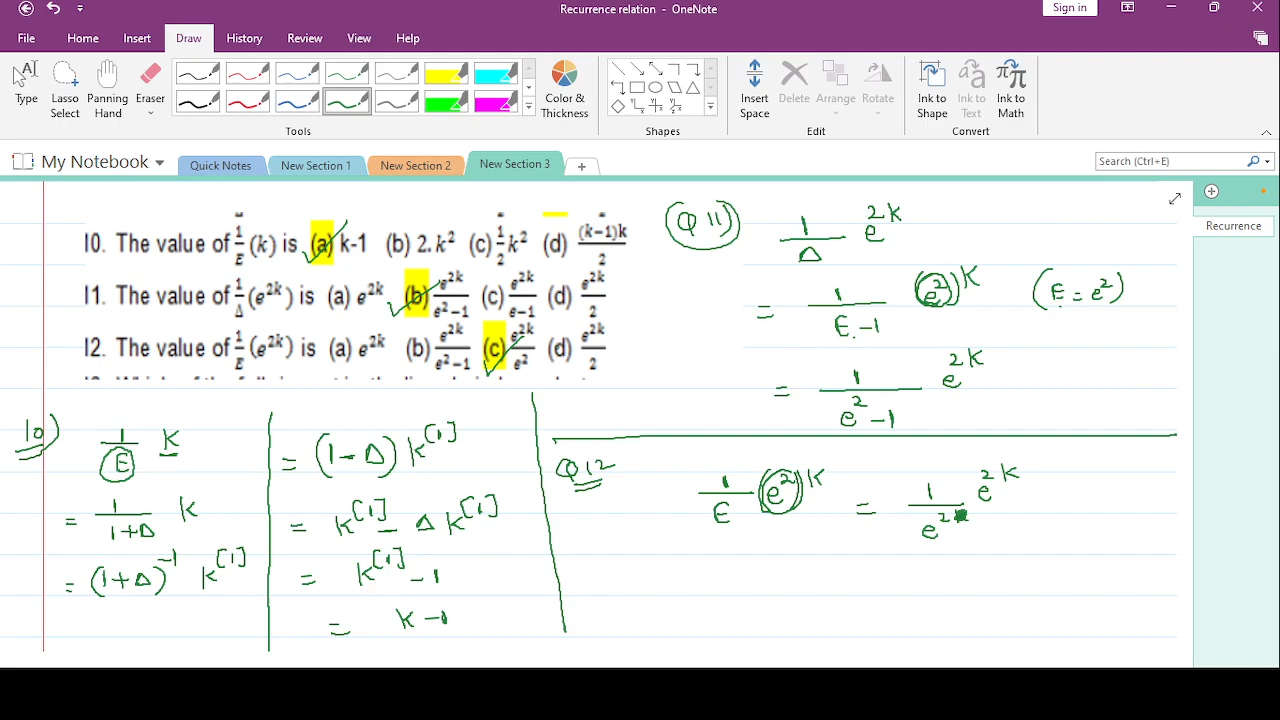 Recurrence relation - OneNote
Sign in
File Home Insert Draw History Review View Help
Type
Lasso Select
Panning Hand
Eraser
Color & Thickness
Insert Space
Delete
Arrange
Rotate
Ink to Shape
Ink to Text
Ink to Math
Tools
Shapes
Edit
Convert
My Notebook
Quick Notes
New Section 1
New Section 2
New Section 3
Search (Ctrl+E)
Recurrence
10. The value of 1/E (k) is (a) k-1 (b) 2.k² (c) 1/2 k² (d) (k-1)k/2
11. The value of 1/Δ (e^2k) is (a) e^2k (b) e^2k/(e²-1) (c) e^2k/(e-1) (d) e^2k/2
12. The value of 1/E (e^2k) is (a) e^2k (b) e^2k/(e²-1) (c) e^2k/e² (d) e^2k/2
10)
1/E k
= 1/(1+Δ) k
= (1+Δ)^-1 k^[1]
= (1-Δ) k^[1]
= k^[1] - Δ k^[1]
= k^[1] - 1
= k-1
Q 11)
1/Δ e^2k
= 1/(E-1) (e²)^k (E = e²)
= 1/(e²-1) e^2k
Q 12
1/E (e²)^k = 1/e² e^2k